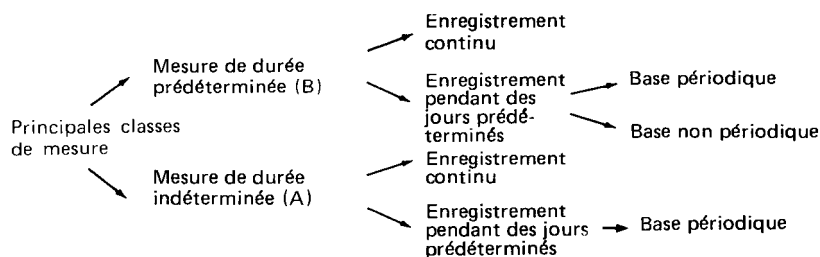 Principales classes
de mesure
Mesure de durée
prédéterminée (B)
Enregistrement
continu
Enregistrement
pendant des
jours prédé-
terminés
Base périodique
Base non périodique
Mesure de durée
indéterminée (A)
Enregistrement
continu
Enregistrement
pendant des jours
prédéterminés
Base périodique